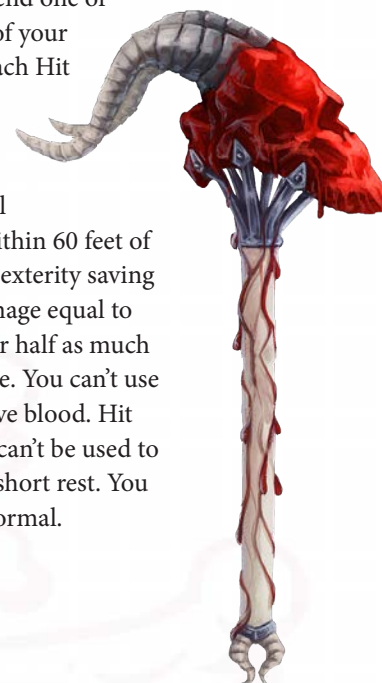 end one of
of your
ach Hit
l
ithin 60 feet of
exterity saving
nage equal to
r half as much
e. You can't use
ve blood. Hit
can't be used to
short rest. You
ormal.